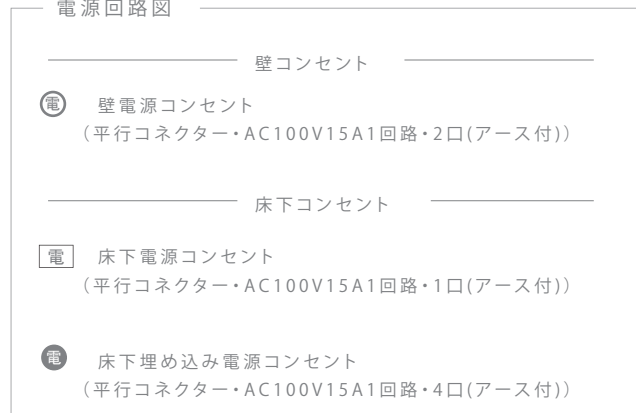 電源回路図
壁コンセント
電 壁電源コンセント
(平行コネクター・AC100V15A1回路・2口(アース付))
床下コンセント
電 床下電源コンセント
(平行コネクター・AC100V15A1回路・1口(アース付))
電 床下埋め込み電源コンセント
(平行コネクター・AC100V15A1回路・4口(アース付))